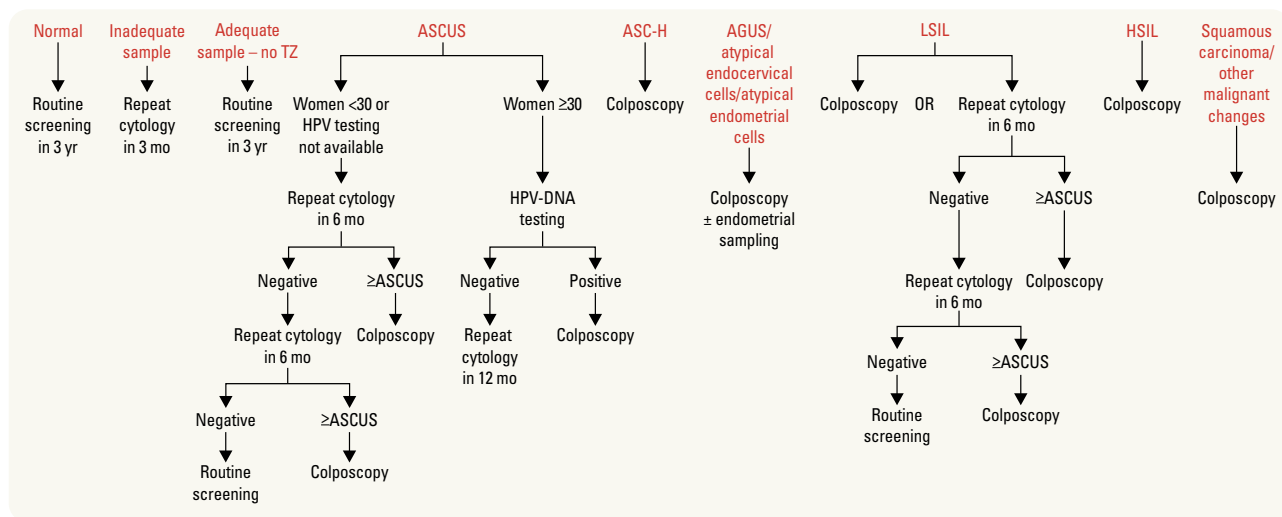 Normal
Inadequate
sample
Adequate
sample – no TZ
ASCUS
ASC-H
AGUS/
atypical
endocervical
cells/atypical
endometrial
cells
LSIL
HSIL
Squamous
carcinoma/
other
malignant
changes
Routine
screening
in 3 yr
Repeat
cytology
in 3 mo
Routine
screening
in 3 yr
Women <30 or
HPV testing
not available
Women ≥30
Colposcopy
Colposcopy
OR
Repeat cytology
in 6 mo
Colposcopy
Repeat cytology
in 6 mo
HPV-DNA
testing
Colposcopy
± endometrial
sampling
Negative
≥ASCUS
Colposcopy
Negative
≥ASCUS
Negative
Positive
Repeat cytology
in 6 mo
Colposcopy
Repeat cytology
in 6 mo
Colposcopy
Repeat
cytology
in 12 mo
Colposcopy
Negative
≥ASCUS
Negative
≥ASCUS
Routine
screening
Colposcopy
Routine
screening
Colposcopy